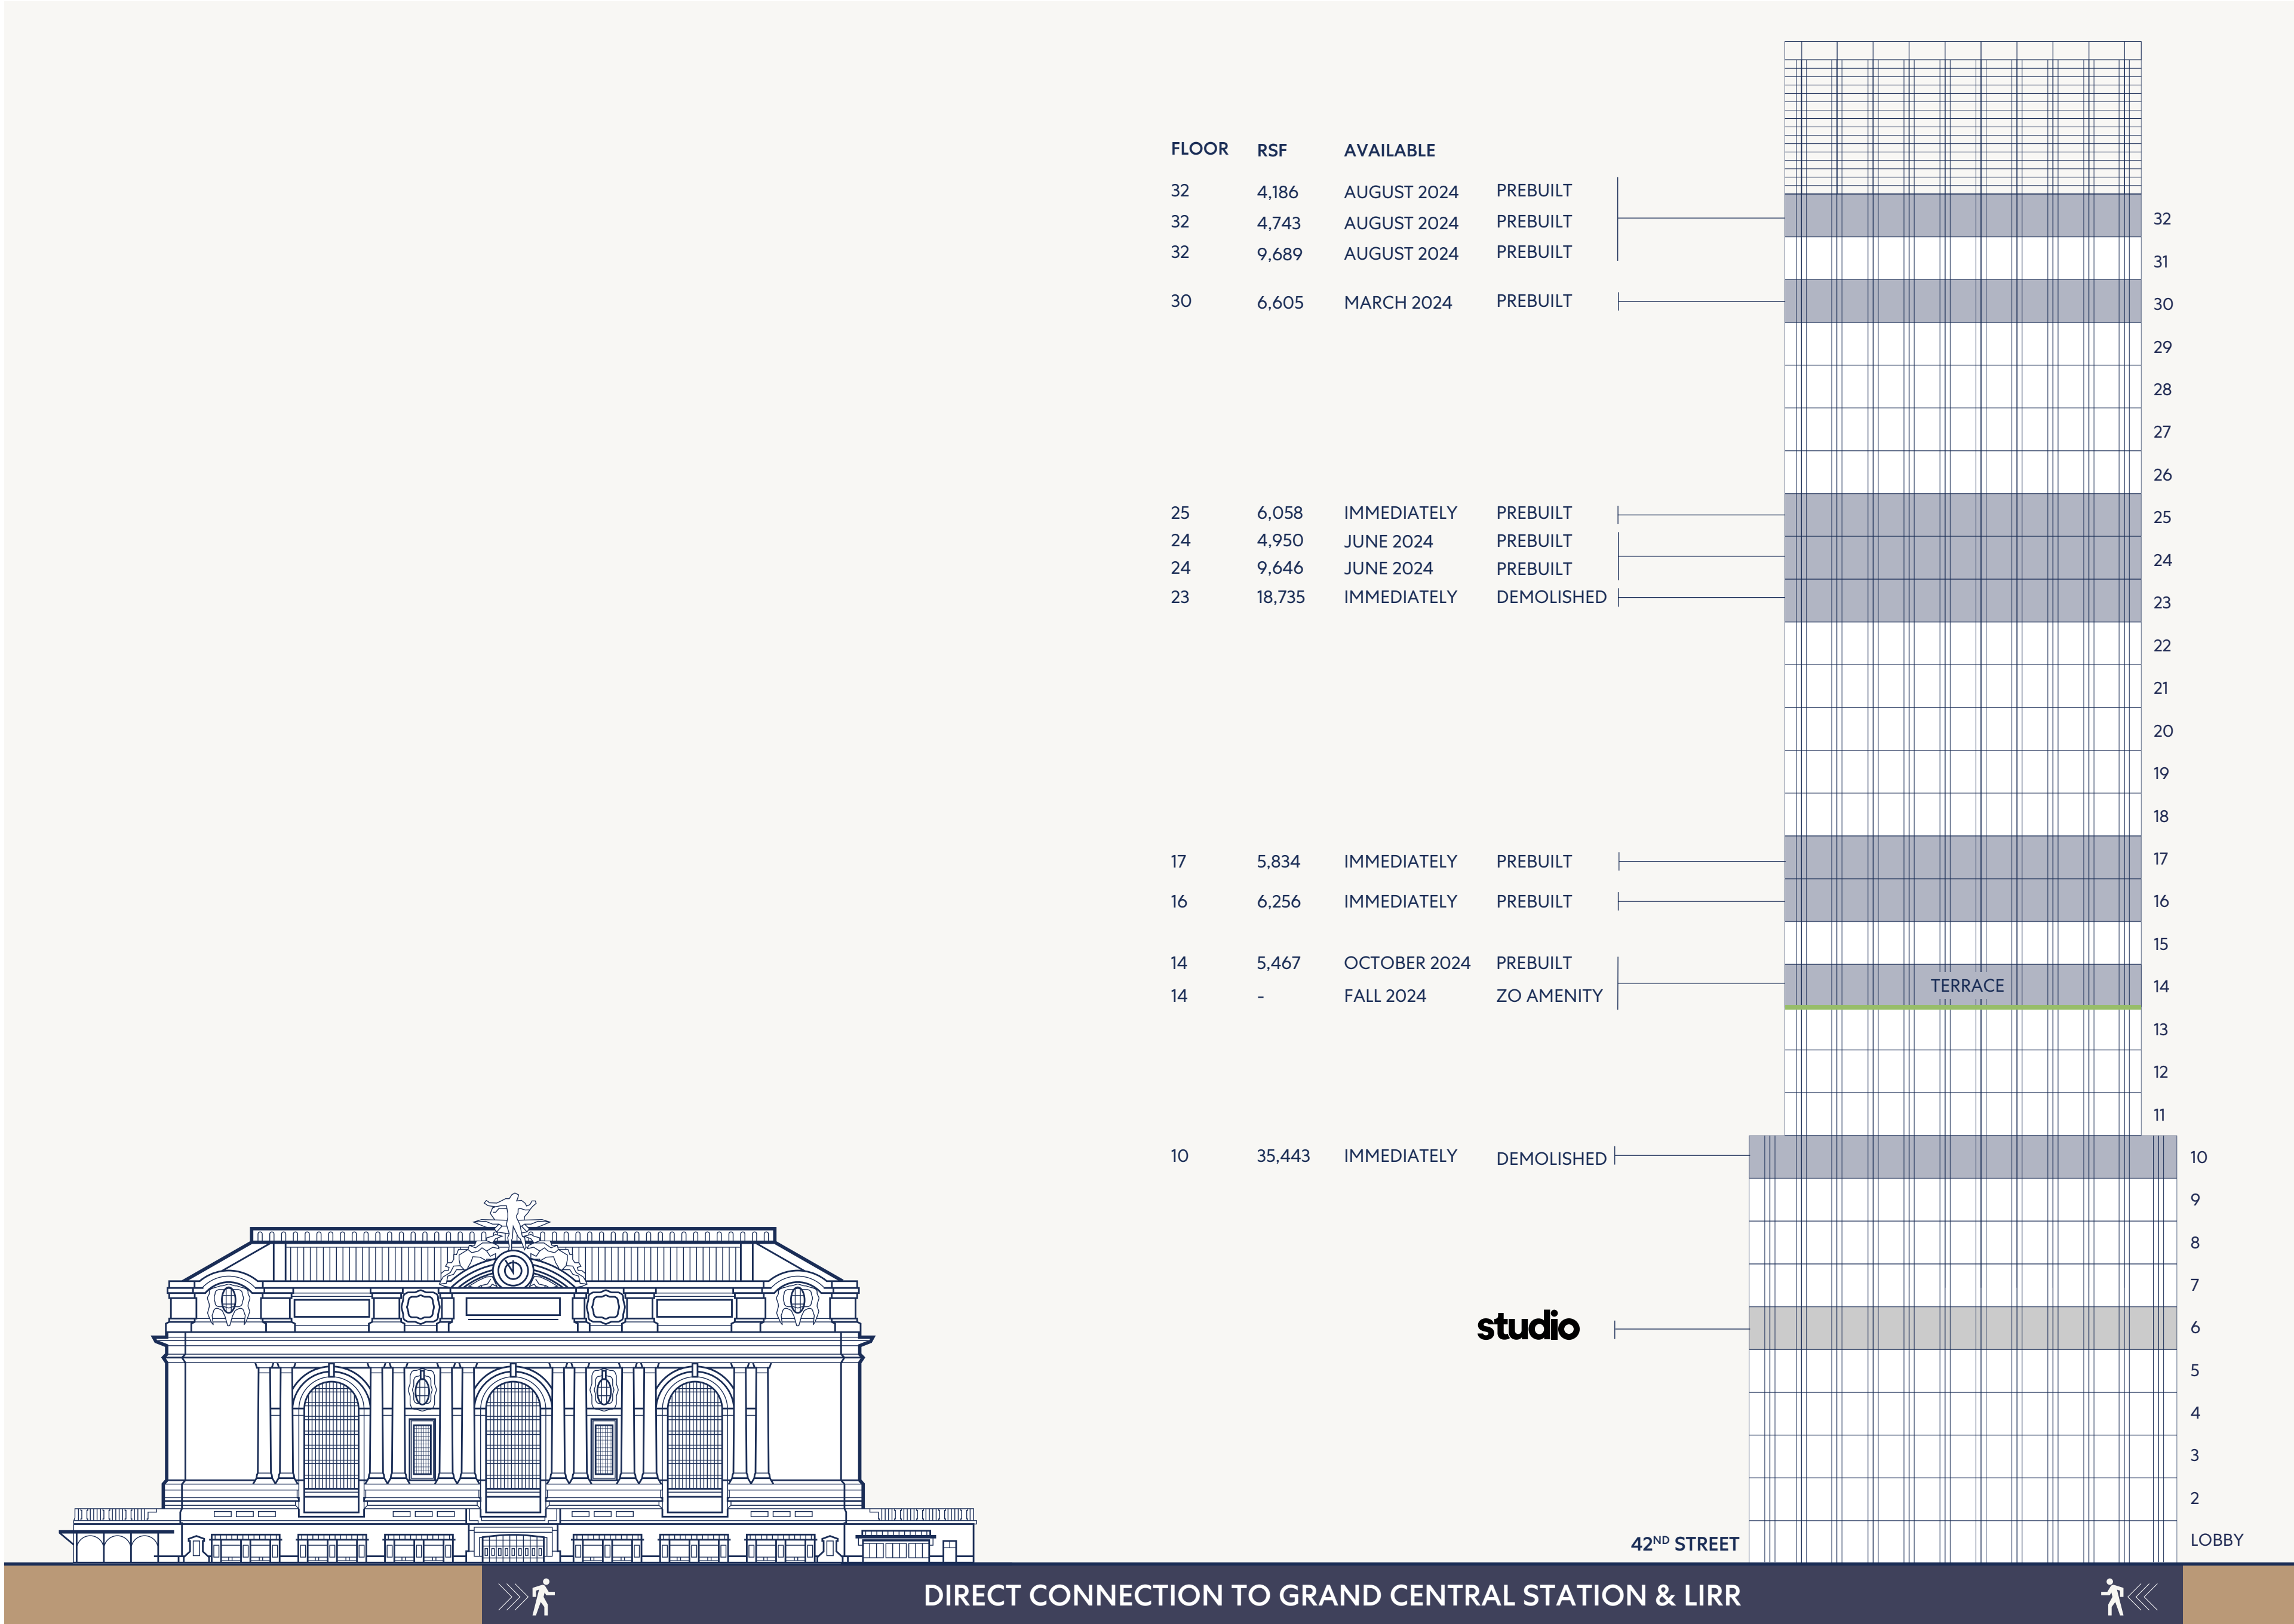 FLOOR RSF AVAILABLE
32 4,186 AUGUST 2024 PREBUILT
32 4,743 AUGUST 2024 PREBUILT
32 9,689 AUGUST 2024 PREBUILT
32
31
30 6,605 MARCH 2024 PREBUILT
30
29
28
27
26
25 6,058 IMMEDIATELY PREBUILT
25
24 4,950 JUNE 2024 PREBUILT
24 9,646 JUNE 2024 PREBUILT
24
23 18,735 IMMEDIATELY DEMOLISHED
23
22
21
20
19
18
17 5,834 IMMEDIATELY PREBUILT
17
16 6,256 IMMEDIATELY PREBUILT
16
15
14 5,467 OCTOBER 2024 PREBUILT
14 - FALL 2024 ZO AMENITY
TERRACE
14
13
12
11
10 35,443 IMMEDIATELY DEMOLISHED
10
9
8
7
studio
6
5
4
3
2
42ND STREET
LOBBY
DIRECT CONNECTION TO GRAND CENTRAL STATION & LIRR